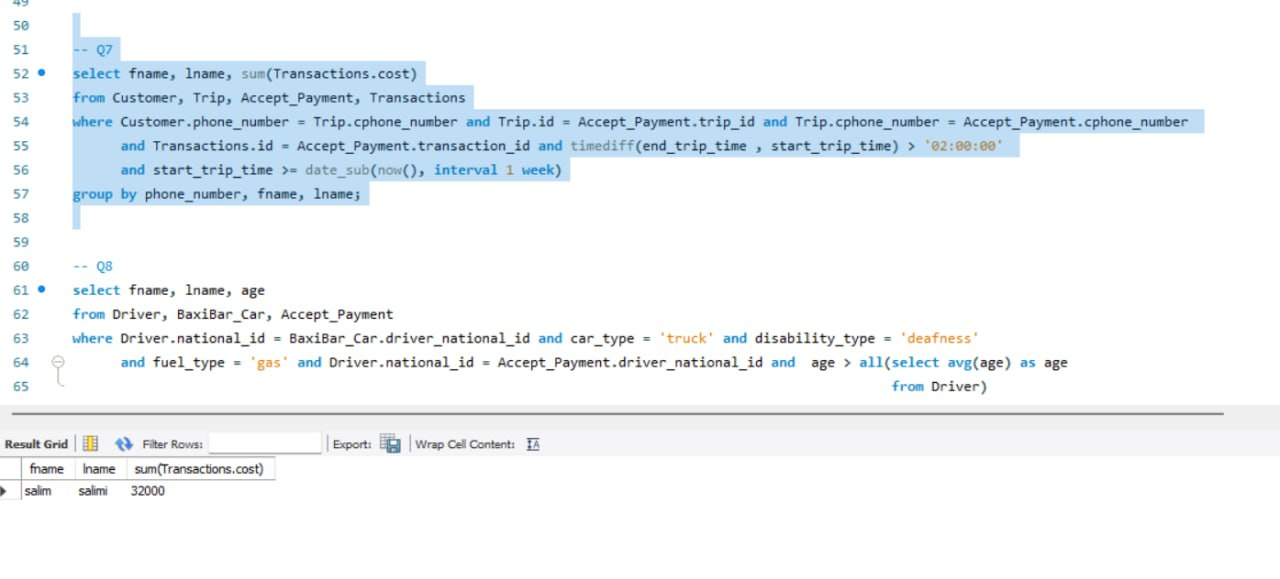 49
50
51 -- Q7
52 select fname, lname, sum(Transactions.cost)
53 from Customer, Trip, Accept_Payment, Transactions
54 where Customer.phone_number = Trip.cphone_number and Trip.id = Accept_Payment.trip_id and Trip.cphone_number = Accept_Payment.cphone_number
55 and Transactions.id = Accept_Payment.transaction_id and timediff(end_trip_time , start_trip_time) > '02:00:00'
56 and start_trip_time >= date_sub(now(), interval 1 week)
57 group by phone_number, fname, lname;
58
59
60 -- Q8
61 select fname, lname, age
62 from Driver, BaxiBar_Car, Accept_Payment
63 where Driver.national_id = BaxiBar_Car.driver_national_id and car_type = 'truck' and disability_type = 'deafness'
64 and fuel_type = 'gas' and Driver.national_id = Accept_Payment.driver_national_id and age > all(select avg(age) as age
65 from Driver)
Result Grid Filter Rows: Export: Wrap Cell Content:
fname lname sum(Transactions.cost)
salim salimi 32000